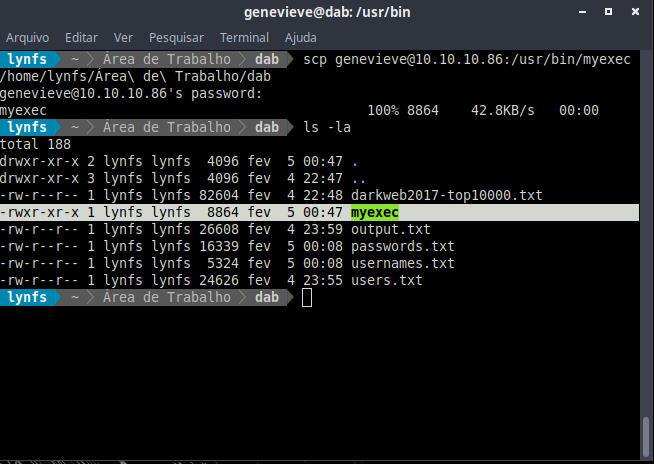 genevieve@dab: /usr/bin
Arquivo Editar Ver Pesquisar Terminal Ajuda
lynfs ~ Área de Trabalho dab scp genevieve@10.10.10.86:/usr/bin/myexec
/home/lynfs/Área\ de\ Trabalho/dab
genevieve@10.10.10.86's password:
myexec 100% 8864 42.8KB/s 00:00
lynfs ~ Área de Trabalho dab ls -la
total 188
drwxr-xr-x 2 lynfs lynfs 4096 fev 5 00:47 .
drwxr-xr-x 3 lynfs lynfs 4096 fev 4 22:47 ..
-rw-r--r-- 1 lynfs lynfs 82604 fev 4 22:48 darkweb2017-top10000.txt
-rwxr-xr-x 1 lynfs lynfs 8864 fev 5 00:47 myexec
-rw-r--r-- 1 lynfs lynfs 26608 fev 4 23:59 output.txt
-rw-r--r-- 1 lynfs lynfs 16339 fev 5 00:08 passwords.txt
-rw-r--r-- 1 lynfs lynfs 5324 fev 5 00:08 usernames.txt
-rw-r--r-- 1 lynfs lynfs 24626 fev 4 23:55 users.txt
lynfs ~ Área de Trabalho dab